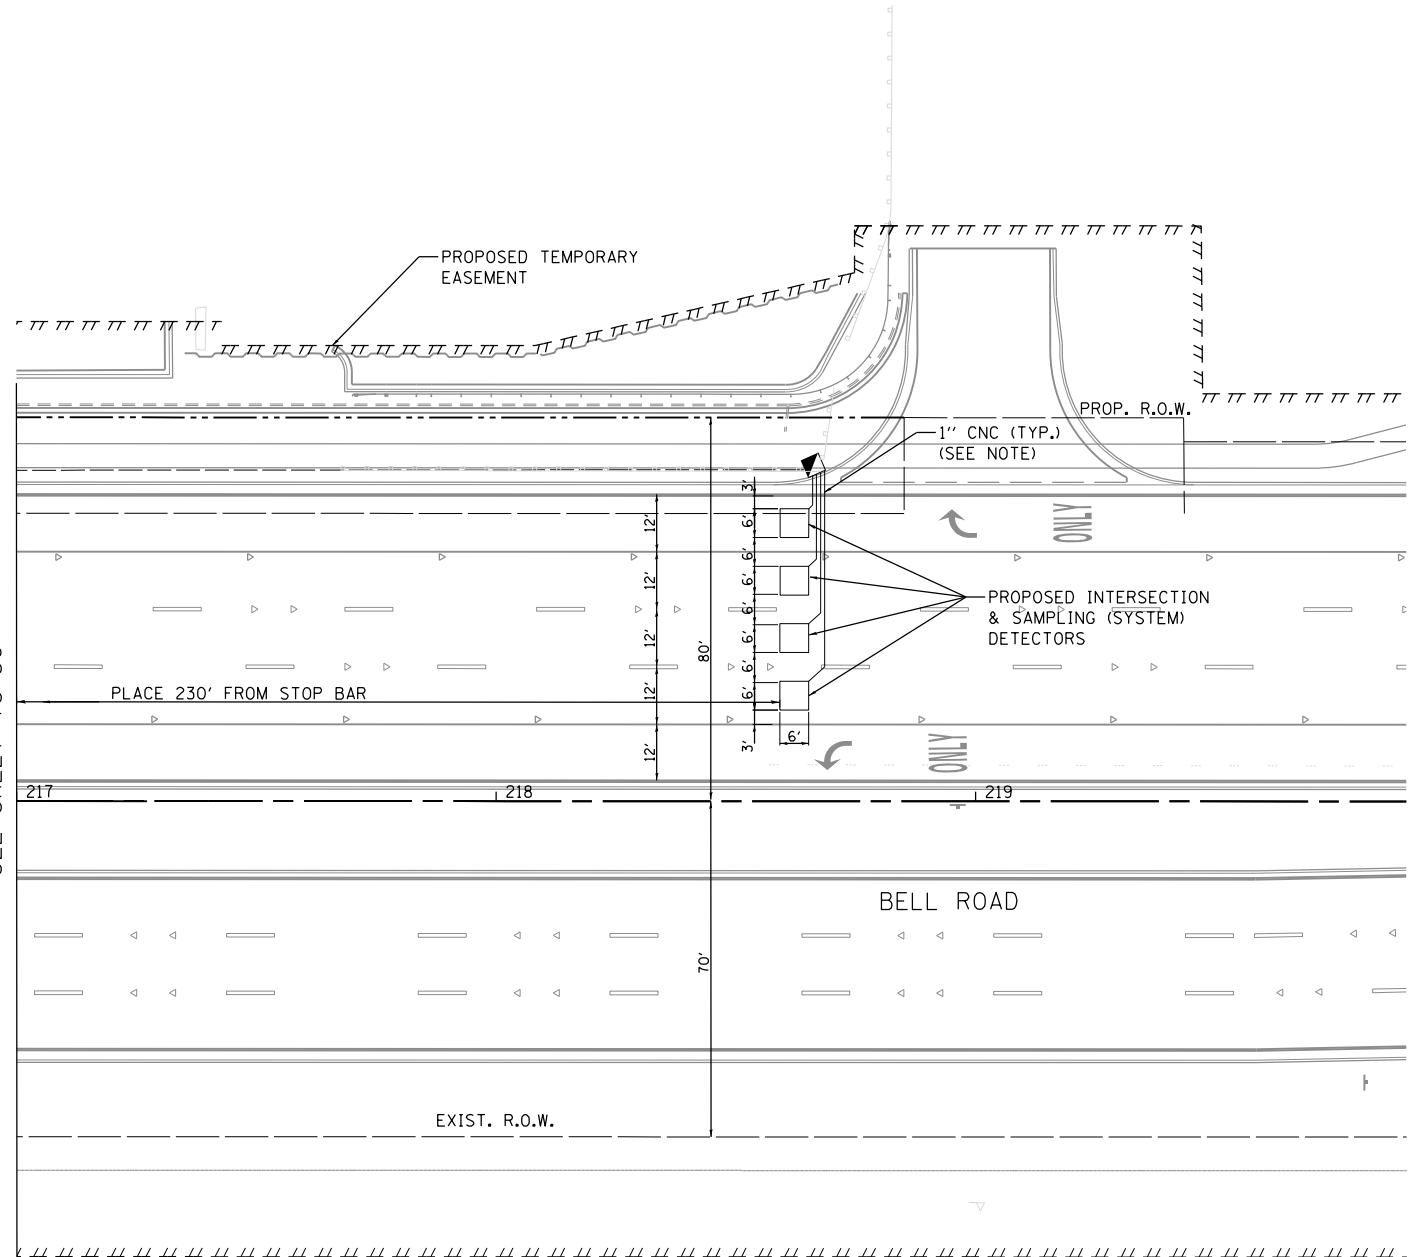 PROPOSED TEMPORARY
EASEMENT
PROP. R.O.W.
1'' CNC (TYP.)
(SEE NOTE)
3'
12'
6'
ONLY
6'
12'
6'
PROPOSED INTERSECTION
& SAMPLING (SYSTEM)
DETECTORS
6'
12'
6'
80'
6'
12'
6'
PLACE 230' FROM STOP BAR
3'
6'
12'
ONLY
217
218
219
BELL ROAD
70'
EXIST. R.O.W.